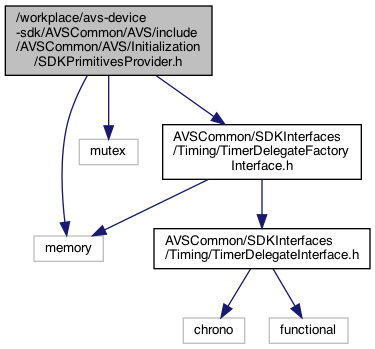 /workplace/avs-device
-sdk/AVSCommon/AVS/include
/AVSCommon/AVS/Initialization
/SDKPrimitivesProvider.h
mutex
AVSCommon/SDKInterfaces
/Timing/TimerDelegateFactory
Interface.h
memory
AVSCommon/SDKInterfaces
/Timing/TimerDelegateInterface.h
chrono
functional